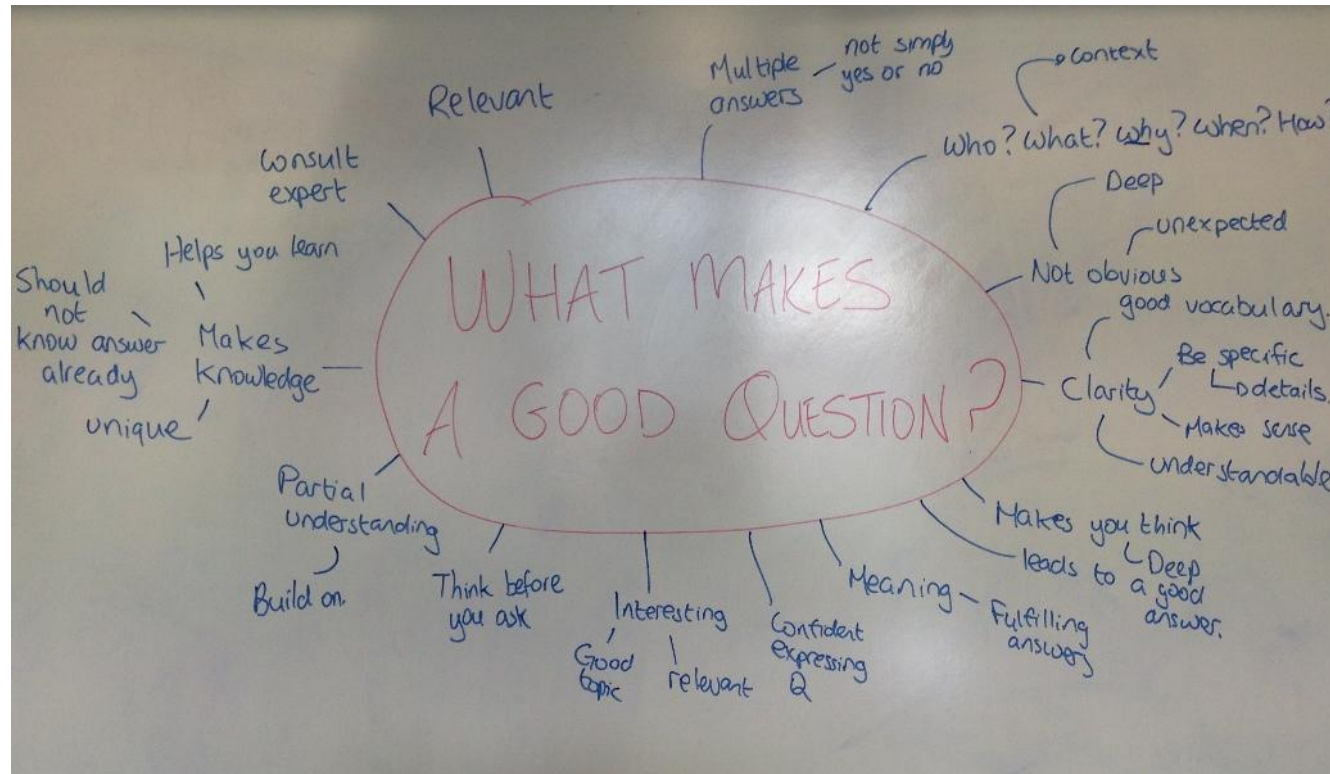 WHAT MAKES
A GOOD QUESTION?
Relevant
Multiple
answers
not simply
yes or no
context
Who? What? Why? When? How?
Deep
unexpected
Not obvious
good vocabulary.
Clarity
Be specific
details.
Makes sense
understandable
Makes you think
Deep
leads to a good
answer.
Meaning
Fulfilling
answers
Confident
expressing
Q
Interesting
Good
topic
relevant
Think before
you ask
Partial
understanding
Build on.
Makes
knowledge
Helps you learn
Should
not
know answer
already
unique
Consult
expert